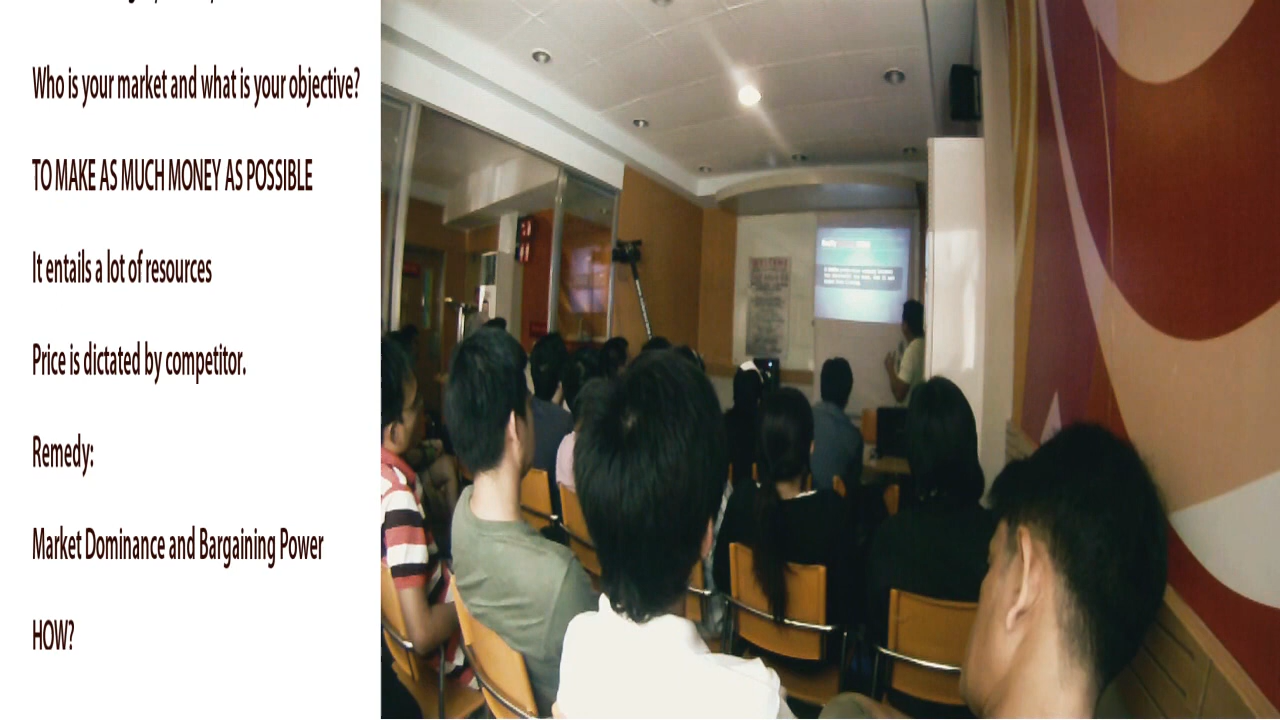 Who is your market and what is your objective?
TO MAKE AS MUCH MONEY AS POSSIBLE
It entails a lot of resources
Price is dictated by competitor.
Remedy:
Market Dominance and Bargaining Power
HOW?